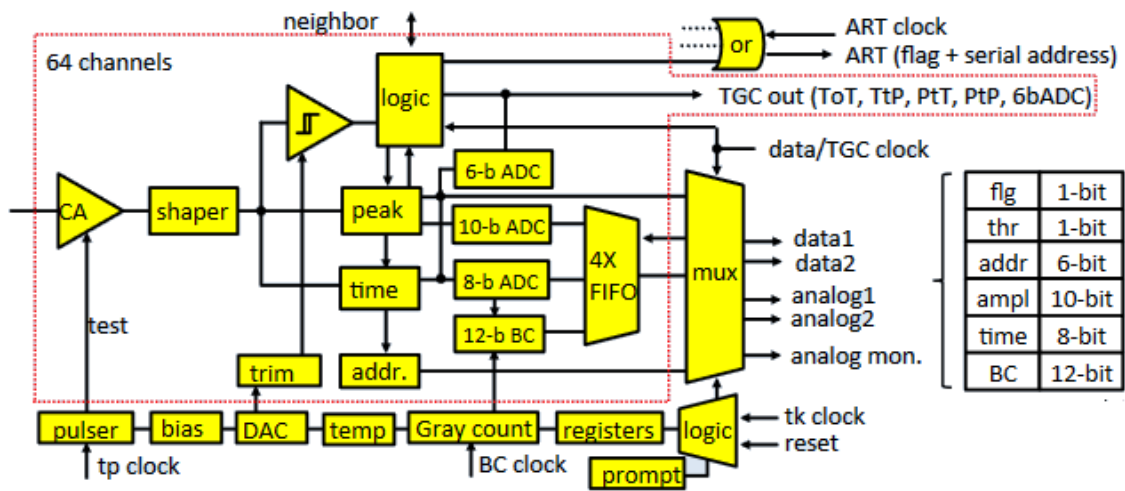 neighbor
64 channels
logic
or
ART clock
ART (flag + serial address)
TGC out (ToT, TtP, PtT, PtP, 6bADC)
data/TGC clock
6-b ADC
CA
shaper
peak
10-b ADC
4X
FIFO
mux
data1
data2
time
8-b ADC
analog1
analog2
test
12-b BC
analog mon.
trim
addr.
flg 1-bit
thr 1-bit
addr 6-bit
ampl 10-bit
time 8-bit
BC 12-bit
pulser
bias
DAC
temp
Gray count
registers
logic
tk clock
reset
tp clock
BC clock
prompt